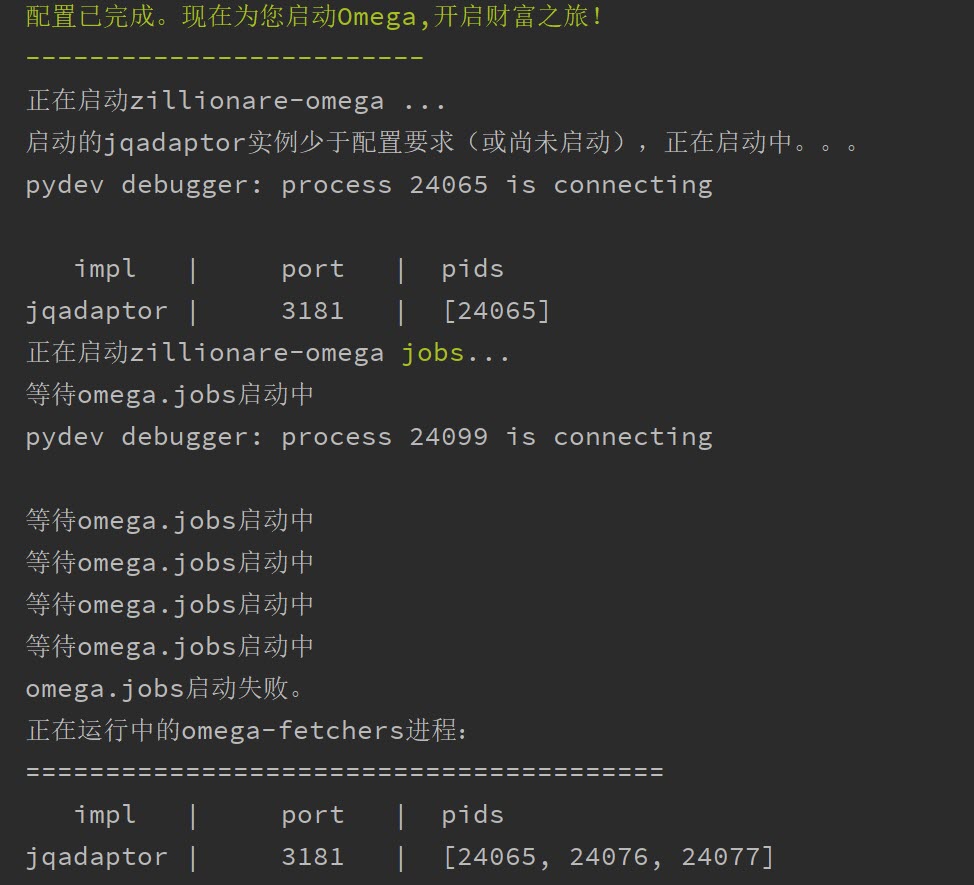 配置已完成。现在为您启动Omega,开启财富之旅！
-------------------------
正在启动zillionare-omega ...
启动的jqadaptor实例少于配置要求（或尚未启动），正在启动中。。。
pydev debugger: process 24065 is connecting
   impl   |     port   |  pids
jqadaptor |     3181   |  [24065]
正在启动zillionare-omega jobs...
等待omega.jobs启动中
pydev debugger: process 24099 is connecting
等待omega.jobs启动中
等待omega.jobs启动中
等待omega.jobs启动中
等待omega.jobs启动中
omega.jobs启动失败。
正在运行中的omega-fetchers进程：
========================================
   impl   |     port   |  pids
jqadaptor |     3181   |  [24065, 24076, 24077]